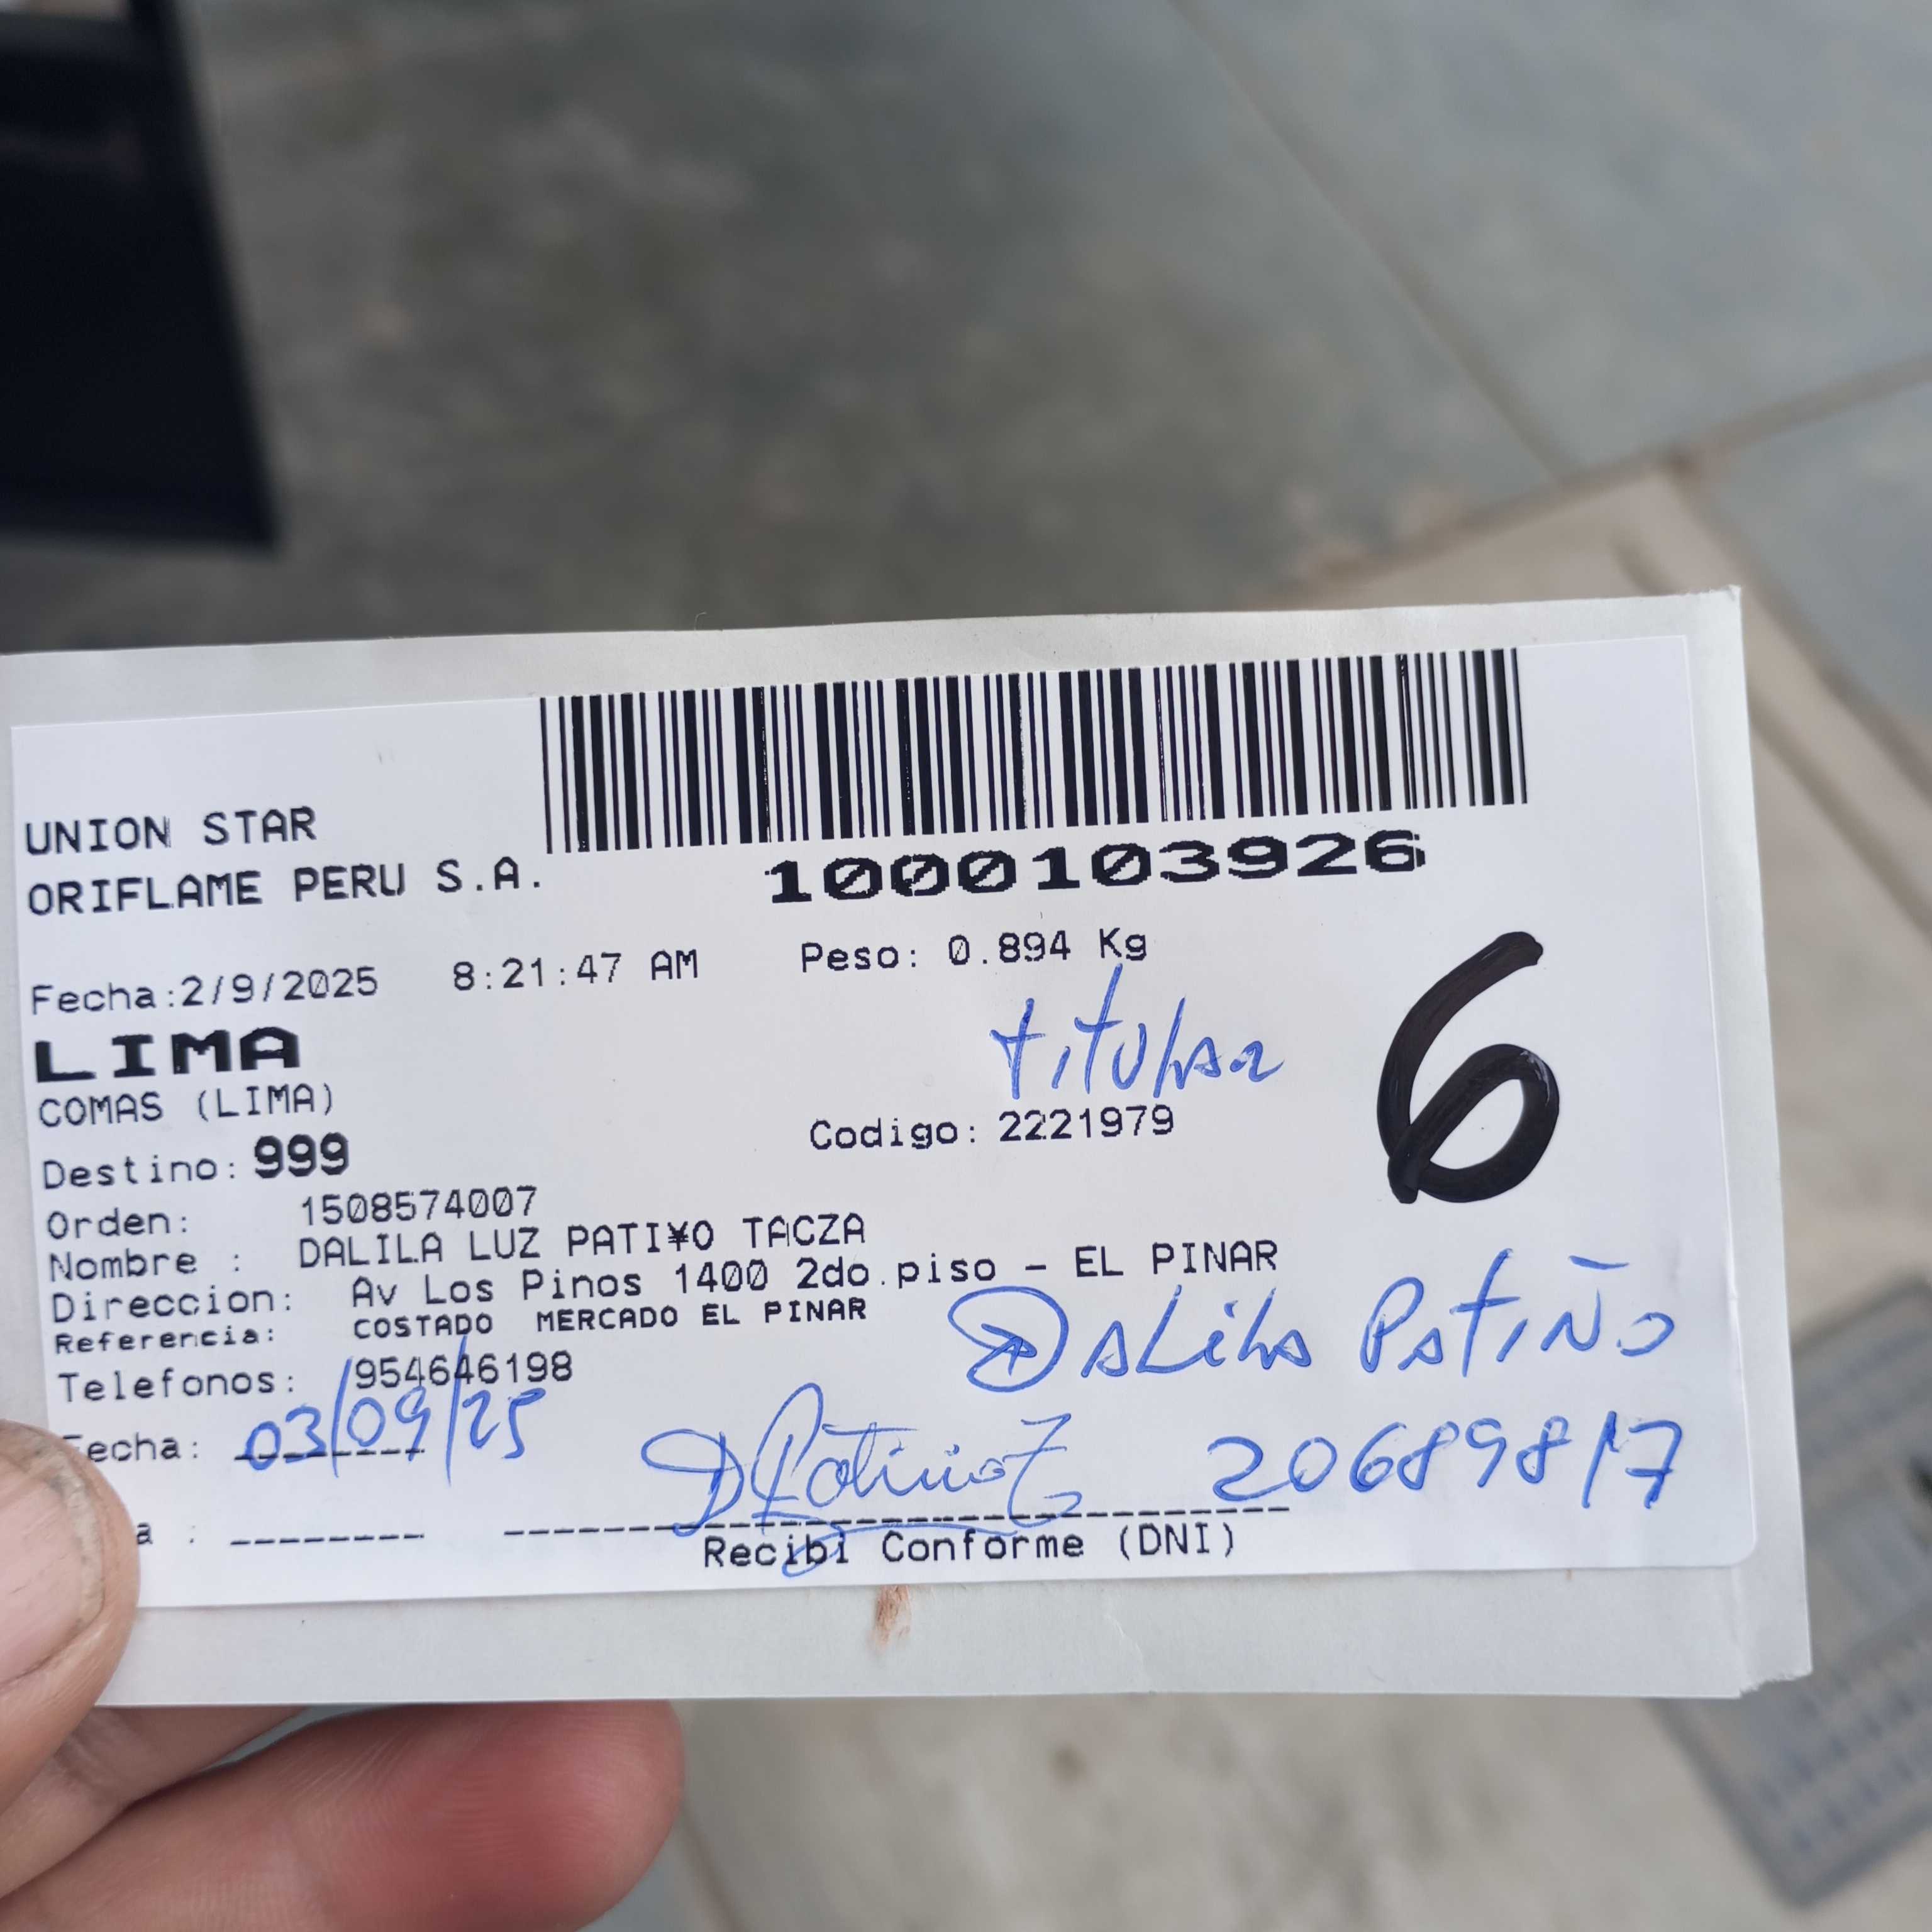 UNION STAR
ORIFLAME PERU S.A.
1000103926
Fecha:2/9/2025 8:21:47 AM Peso: 0.894 Kg
LIMA
titular
6
COMAS (LIMA)
Codigo: 2221979
Destino: 999
Orden: 1508574007
Nombre : DALILA LUZ PATI¥O TACZA
Direccion: Av Los Pinos 1400 2do.piso - EL PINAR
Referencia: COSTADO MERCADO EL PINAR
DALiLA PATIÑO
Telefonos: 954646198
Fecha: 03/09/25
DPatiñoT 20689817
Recibi Conforme (DNI)